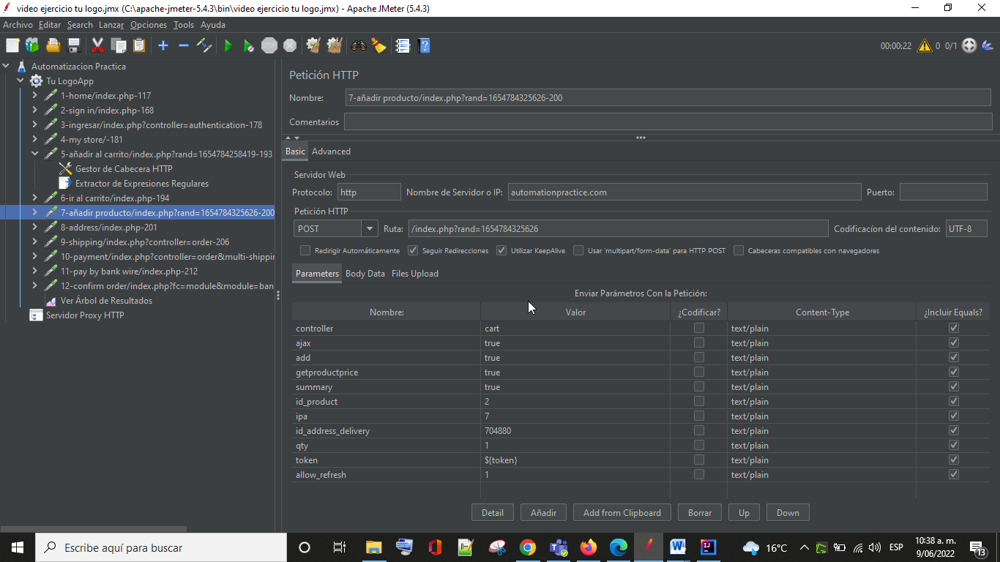 video ejercicio tu logo.jmx (C:\apache-jmeter-5.4.3\bin\video ejercicio tu logo.jmx) - Apache JMeter (5.4.3)
Archivo Editar Search Lanzar Opciones Tools Ayuda
00:00:22 0 0/1
Automatizacion Practica
Tu LogoApp
1-home/index.php-117
2-sign in/index.php-168
3-ingresar/index.php?controller=authentication-178
4-my store/-181
5-añadir al carrito/index.php?rand=1654784258419-193
Gestor de Cabecera HTTP
Extractor de Expresiones Regulares
6-ir al carrito/index.php-194
7-añadir producto/index.php?rand=1654784325626-200
8-address/index.php-201
9-shipping/index.php?controller=order-206
10-payment/index.php?controller=order&multi-shippin
11-pay by bank wire/index.php-212
12-confirm order/index.php?fc=module&module=ban
Ver Árbol de Resultados
Servidor Proxy HTTP
Petición HTTP
Nombre: 7-añadir producto/index.php?rand=1654784325626-200
Comentarios
Basic Advanced
Servidor Web
Protocolo: http Nombre de Servidor o IP: automationpractice.com Puerto:
Petición HTTP
POST Ruta: /index.php?rand=1654784325626 Codificacíon del contenido: UTF-8
Redirigir Automáticamente Seguir Redirecciones Utilizar KeepAlive Usar 'multipart/form-data' para HTTP POST Cabeceras compatibles con navegadores
Parameters Body Data Files Upload
Enviar Parámetros Con la Petición:
Nombre: Valor ¿Codificar? Content-Type ¿Incluir Equals?
controller cart text/plain
ajax true text/plain
add true text/plain
getproductprice true text/plain
summary true text/plain
id_product 2 text/plain
ipa 7 text/plain
id_address_delivery 704880 text/plain
qty 1 text/plain
token ${token} text/plain
allow_refresh 1 text/plain
Detail Añadir Add from Clipboard Borrar Up Down
Escribe aquí para buscar
16°C ESP
10:38 a. m.
9/06/2022
13